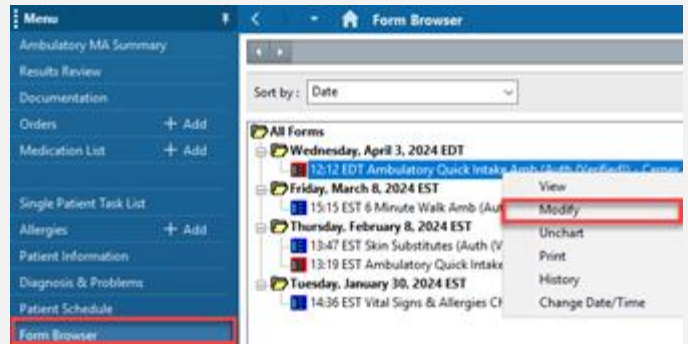 Menu
Form Browser
Ambulatory MA Summary
Results Review
Documentation
Orders + Add
Medication List + Add
Single Patient Task List
Allergies + Add
Patient Information
Diagnosis & Problems
Patient Schedule
Form Browser
Sort by: Date
All Forms
Wednesday, April 3, 2024 EDT
12:12 EDT Ambulatory Quick Intake Amb (Auth (Verified)) - Cerner
Friday, March 8, 2024 EST
15:15 EST 6 Minute Walk Amb (Aut
Thursday, February 8, 2024 EST
13:47 EST Skin Substitutes (Auth (V
13:19 EST Ambulatory Quick Intake
Tuesday, January 30, 2024 EST
14:36 EST Vital Signs & Allergies Cl
View
Modify
Unchart
Print
History
Change Date/Time